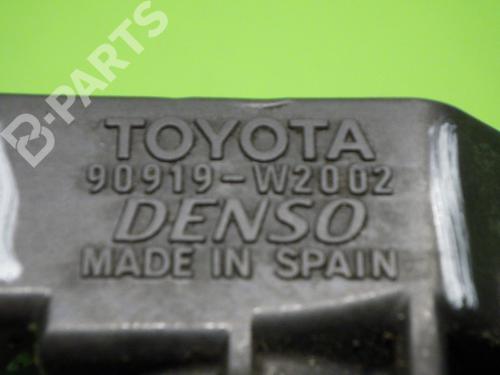 B-PARTS
TOYOTA
90919-W2002
DENSO
MADE IN SPAIN